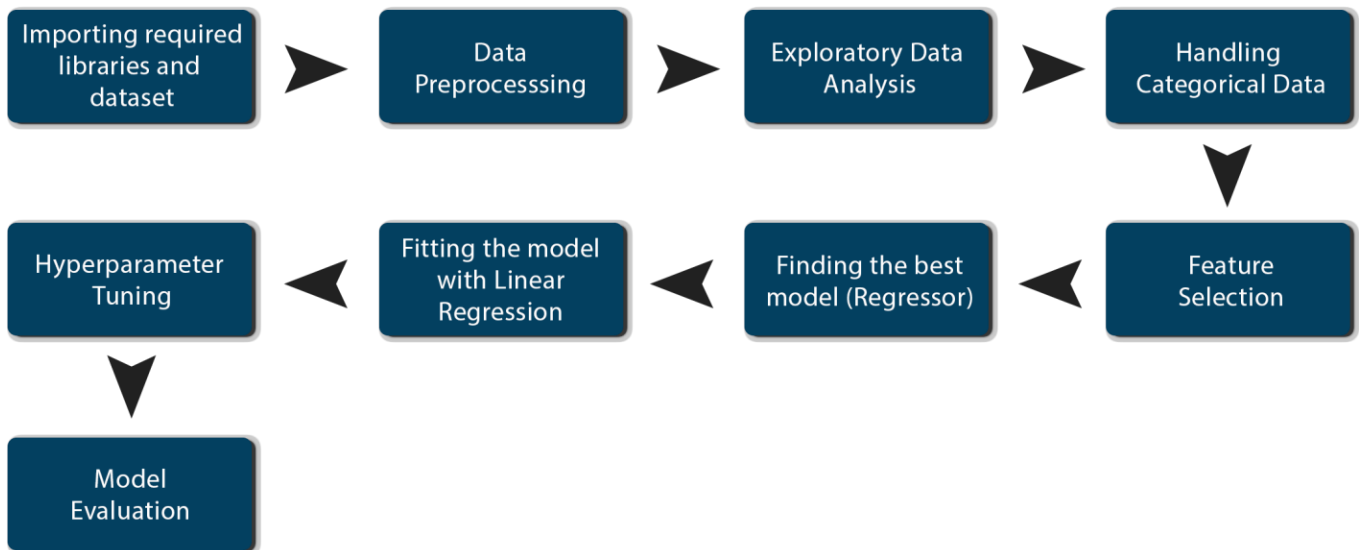 Importing required
libraries and
dataset
Data
Preprocesssing
Exploratory Data
Analysis
Handling
Categorical Data
Feature
Selection
Finding the best
model (Regressor)
Fitting the model
with Linear
Regression
Hyperparameter
Tuning
Model
Evaluation